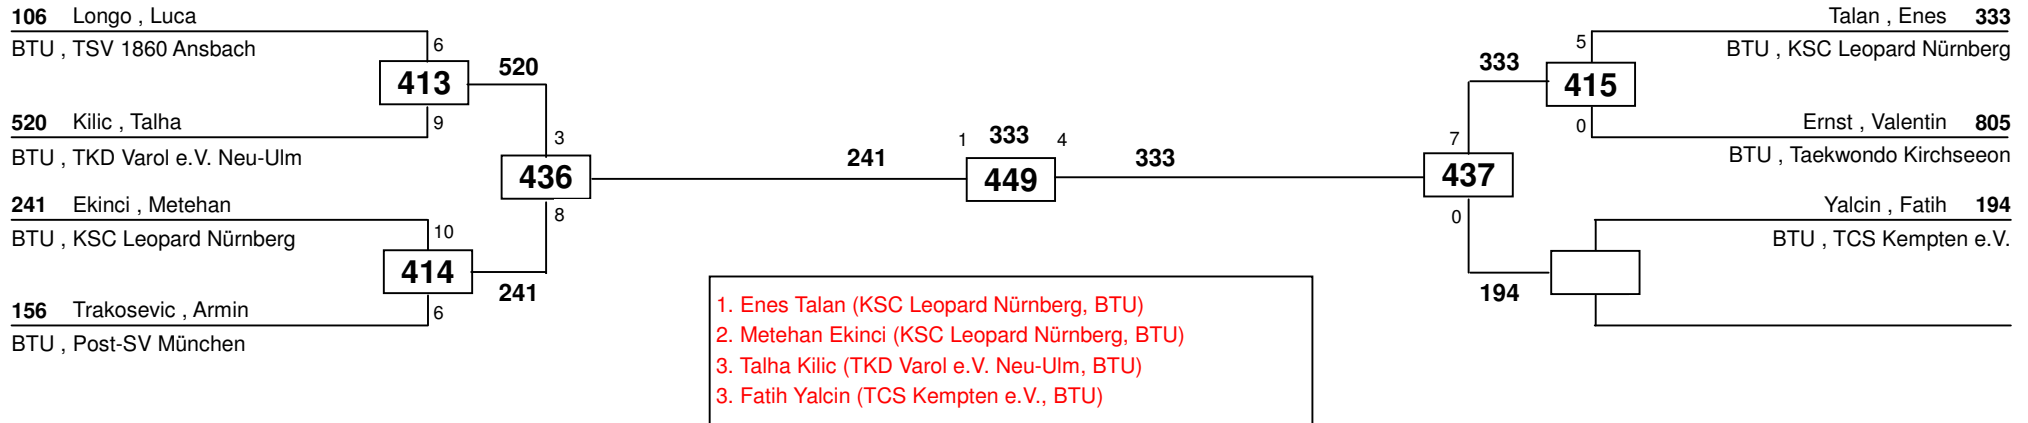 106 Longo , Luca
BTU , TSV 1860 Ansbach
6
413
520
9
520 Kilic , Talha
BTU , TKD Varol e.V. Neu-Ulm
3
436
8
241 Ekinci , Metehan
BTU , KSC Leopard Nürnberg
10
414
241
6
156 Trakosevic , Armin
BTU , Post-SV München
241
1 333 4
449
333
Talan , Enes 333
BTU , KSC Leopard Nürnberg
5
333
415
0
Ernst , Valentin 805
BTU , Taekwondo Kirchseeon
7
437
0
Yalcin , Fatih 194
BTU , TCS Kempten e.V.
194
1. Enes Talan (KSC Leopard Nürnberg, BTU)
2. Metehan Ekinci (KSC Leopard Nürnberg, BTU)
3. Talha Kilic (TKD Varol e.V. Neu-Ulm, BTU)
3. Fatih Yalcin (TCS Kempten e.V., BTU)